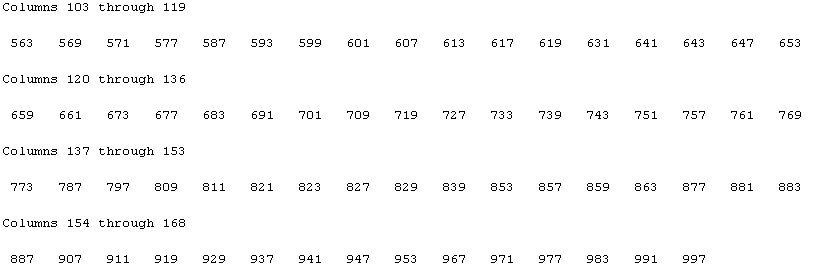 Columns 103 through 119
563 569 571 577 587 593 599 601 607 613 617 619 631 641 643 647 653
Columns 120 through 136
659 661 673 677 683 691 701 709 719 727 733 739 743 751 757 761 769
Columns 137 through 153
773 787 797 809 811 821 823 827 829 839 853 857 859 863 877 881 883
Columns 154 through 168
887 907 911 919 929 937 941 947 953 967 971 977 983 991 997